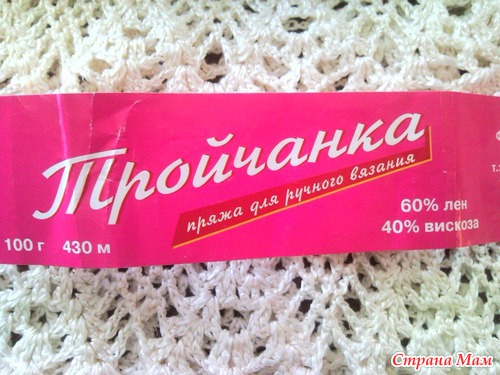 Тройчанка
пряжа для ручного вязания
60% лен
40% вискоза
100 г 430 м
Страна Мам